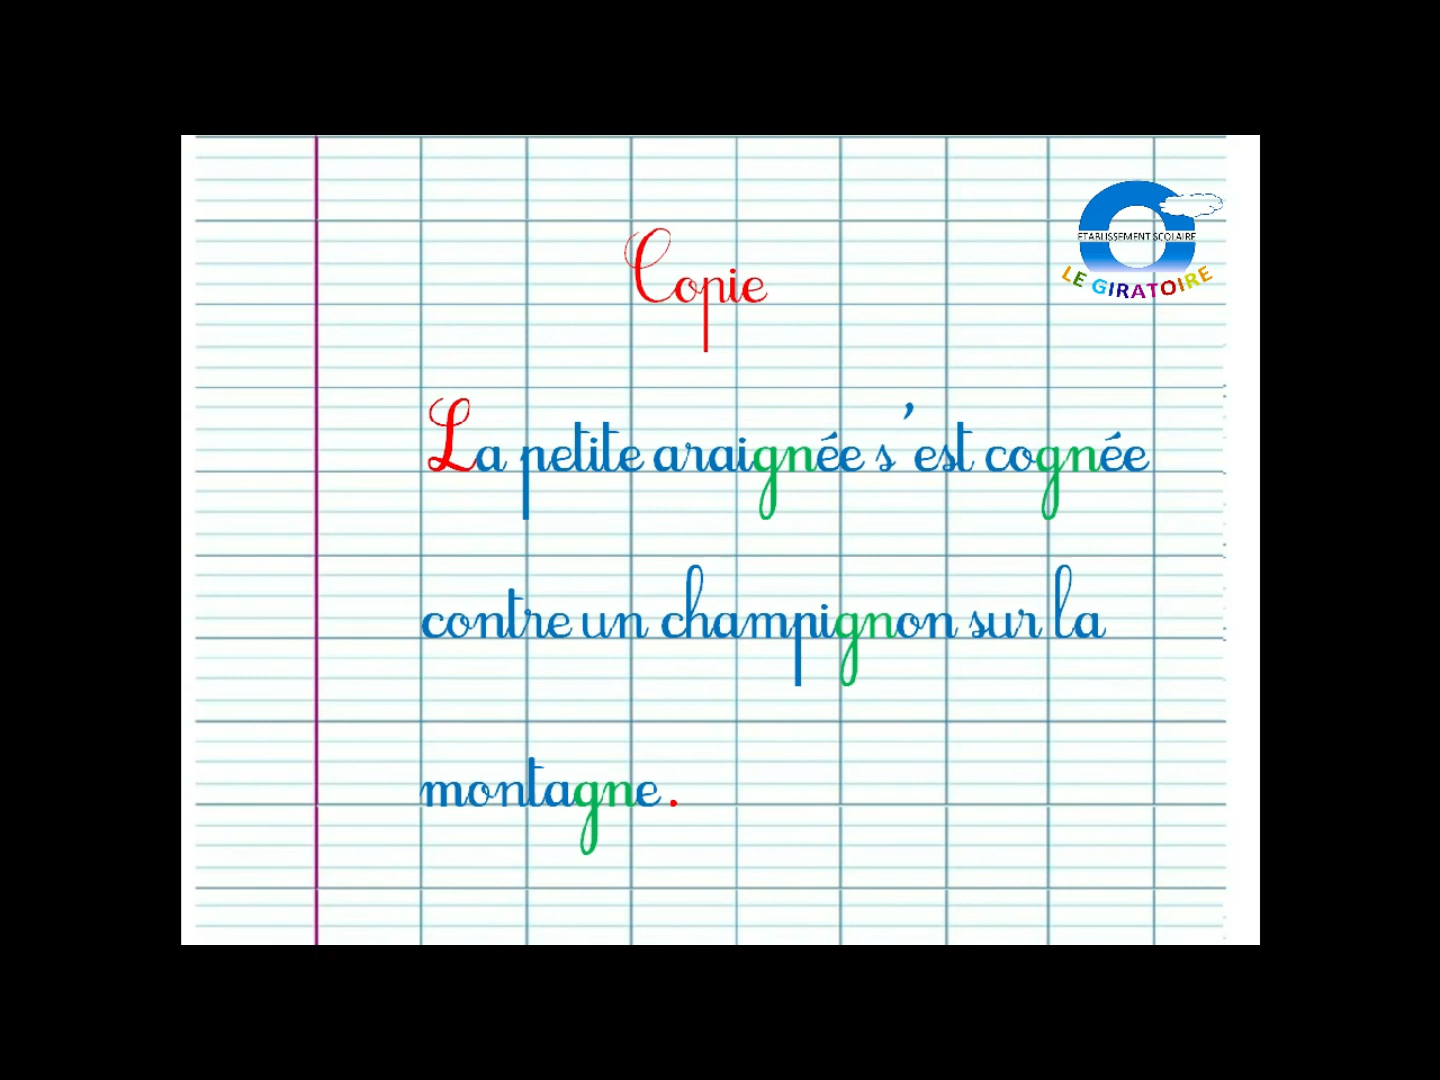 ETABLISSEMENT SCOLAIRE
LE GIRATOIRE
Copie
La petite araignée s'est cognée
contre un champignon sur la
montagne.